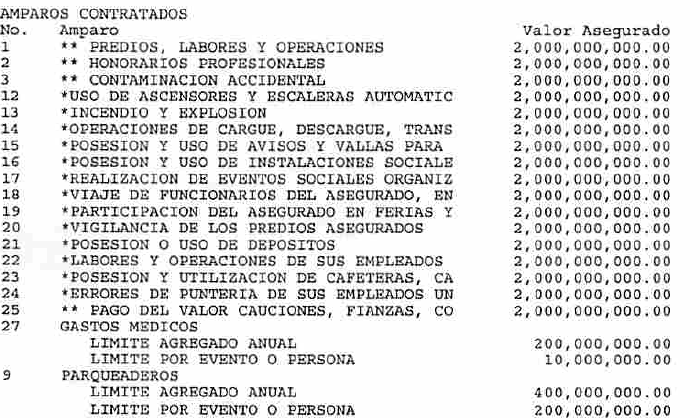 AMPAROS CONTRATADOS
No. Amparo Valor Asegurado
1 ** PREDIOS, LABORES Y OPERACIONES 2,000,000,000.00
2 ** HONORARIOS PROFESIONALES 2,000,000,000.00
3 ** CONTAMINACION ACCIDENTAL 2,000,000,000.00
12 *USO DE ASCENSORES Y ESCALERAS AUTOMATIC 2,000,000,000.00
13 *INCENDIO Y EXPLOSION 2,000,000,000.00
14 *OPERACIONES DE CARGUE, DESCARGUE, TRANS 2,000,000,000.00
15 *POSESION Y USO DE AVISOS Y VALLAS PARA 2,000,000,000.00
16 *POSESION Y USO DE INSTALACIONES SOCIALE 2,000,000,000.00
17 *REALIZACION DE EVENTOS SOCIALES ORGANIZ 2,000,000,000.00
18 *VIAJE DE FUNCIONARIOS DEL ASEGURADO, EN 2,000,000,000.00
19 *PARTICIPACION DEL ASEGURADO EN FERIAS Y 2,000,000,000.00
20 *VIGILANCIA DE LOS PREDIOS ASEGURADOS 2,000,000,000.00
21 *POSESION O USO DE DEPOSITOS 2,000,000,000.00
22 *LABORES Y OPERACIONES DE SUS EMPLEADOS 2,000,000,000.00
23 *POSESION Y UTILIZACION DE CAFETERAS, CA 2,000,000,000.00
24 *ERRORES DE PUNTERIA DE SUS EMPLEADOS UN 2,000,000,000.00
25 ** PAGO DEL VALOR CAUCIONES, FIANZAS, CO 2,000,000,000.00
27 GASTOS MEDICOS
LIMITE AGREGADO ANUAL 200,000,000.00
LIMITE POR EVENTO O PERSONA 10,000,000.00
9 PARQUEADEROS
LIMITE AGREGADO ANUAL 400,000,000.00
LIMITE POR EVENTO O PERSONA 200,000,000.00